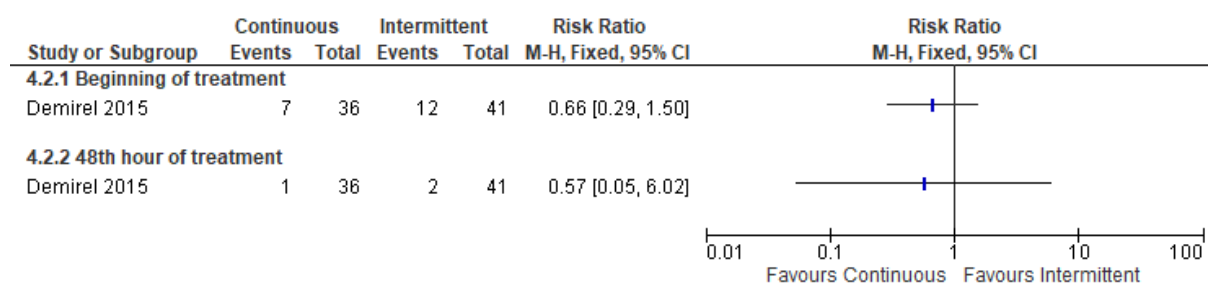 Continuous Intermittent Risk Ratio Risk Ratio
Study or Subgroup Events Total Events Total M-H, Fixed, 95% CI M-H, Fixed, 95% CI
4.2.1 Beginning of treatment
Demirel 2015 7 36 12 41 0.66 [0.29, 1.50]
4.2.2 48th hour of treatment
Demirel 2015 1 36 2 41 0.57 [0.05, 6.02]
0.01 0.1 1 10 100
Favours Continuous Favours Intermittent